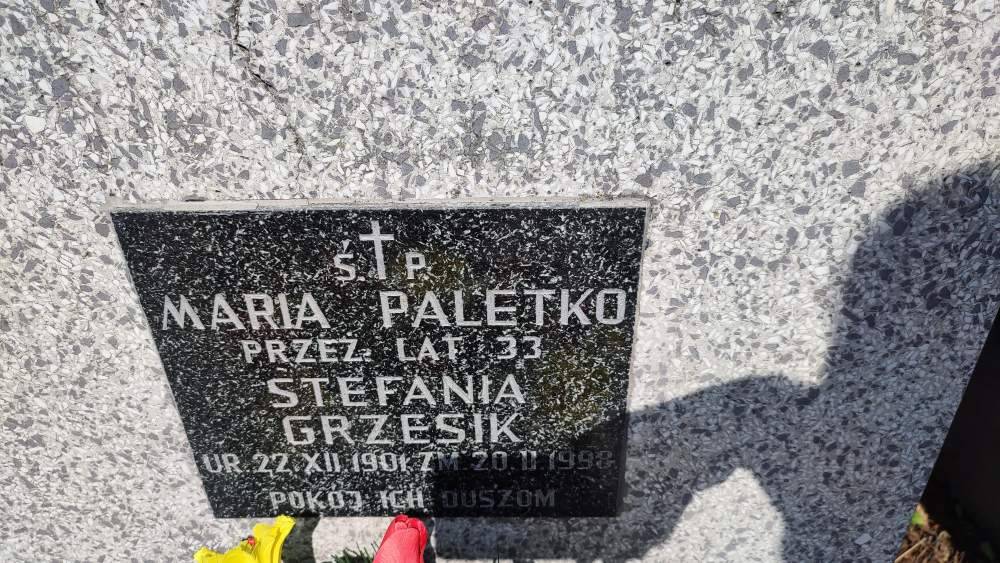 Ś. P.
MARIA PALETKO
PRZEŻ. LAT 33
STEFANIA
GRZESIK
UR. 22. XII 1901 ZM. 20. II 1998
POKÓJ ICH DUSZOM